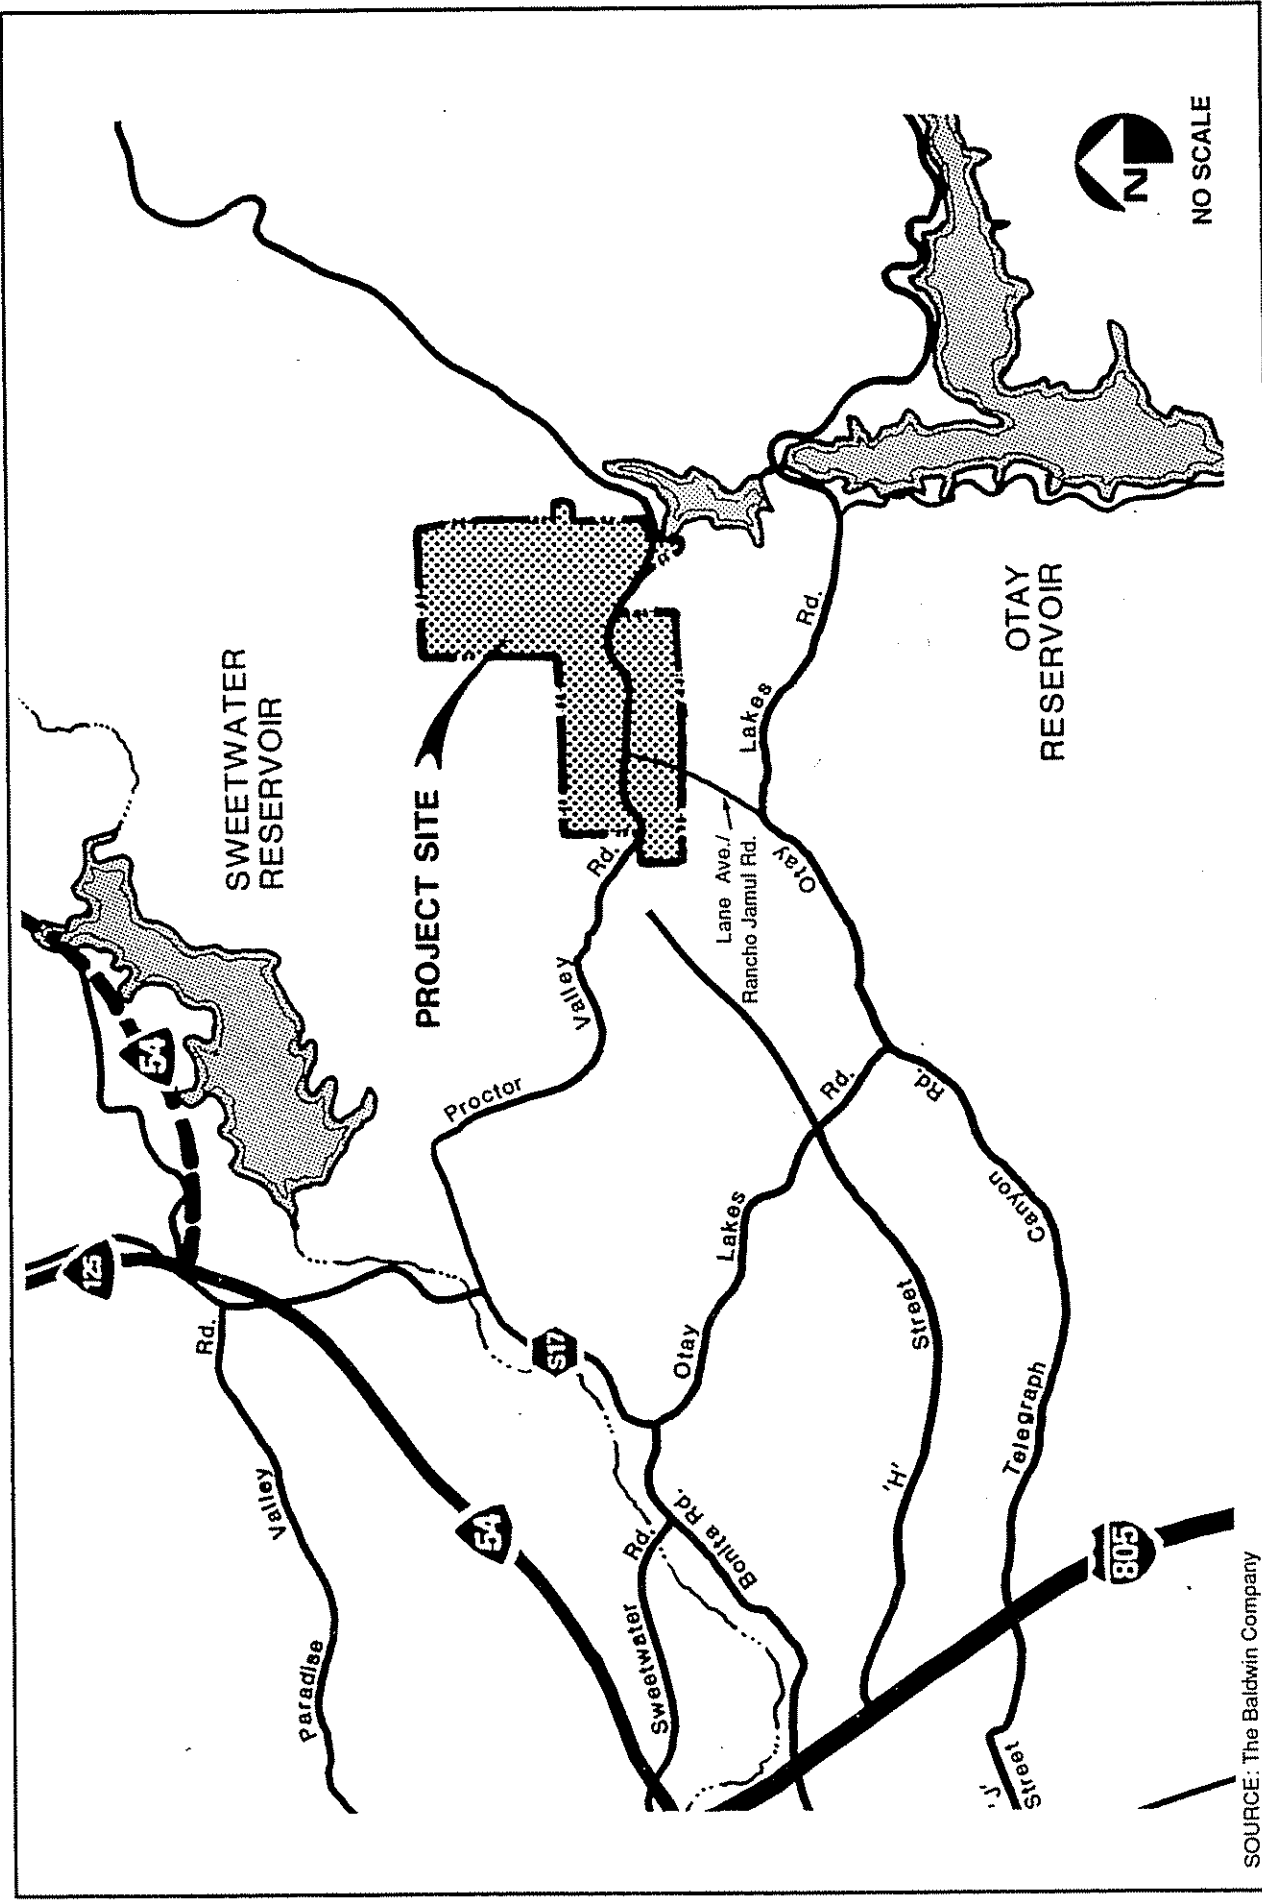 SWEETWATER
RESERVOIR
54
125
Rd.
Valley
Paradise
54
PROJECT SITE
Proctor
Valley
Rd.
S17
Lane Ave./
Rancho Jamul Rd.
Otay
Lakes
Rd.
Otay
Lakes
Rd.
Sweetwater
Rd.
Bonita Rd.
'H'
Street
Telegraph
Canyon
Rd.
805
'J'
Street
OTAY
RESERVOIR
N
NO SCALE
SOURCE: The Baldwin Company